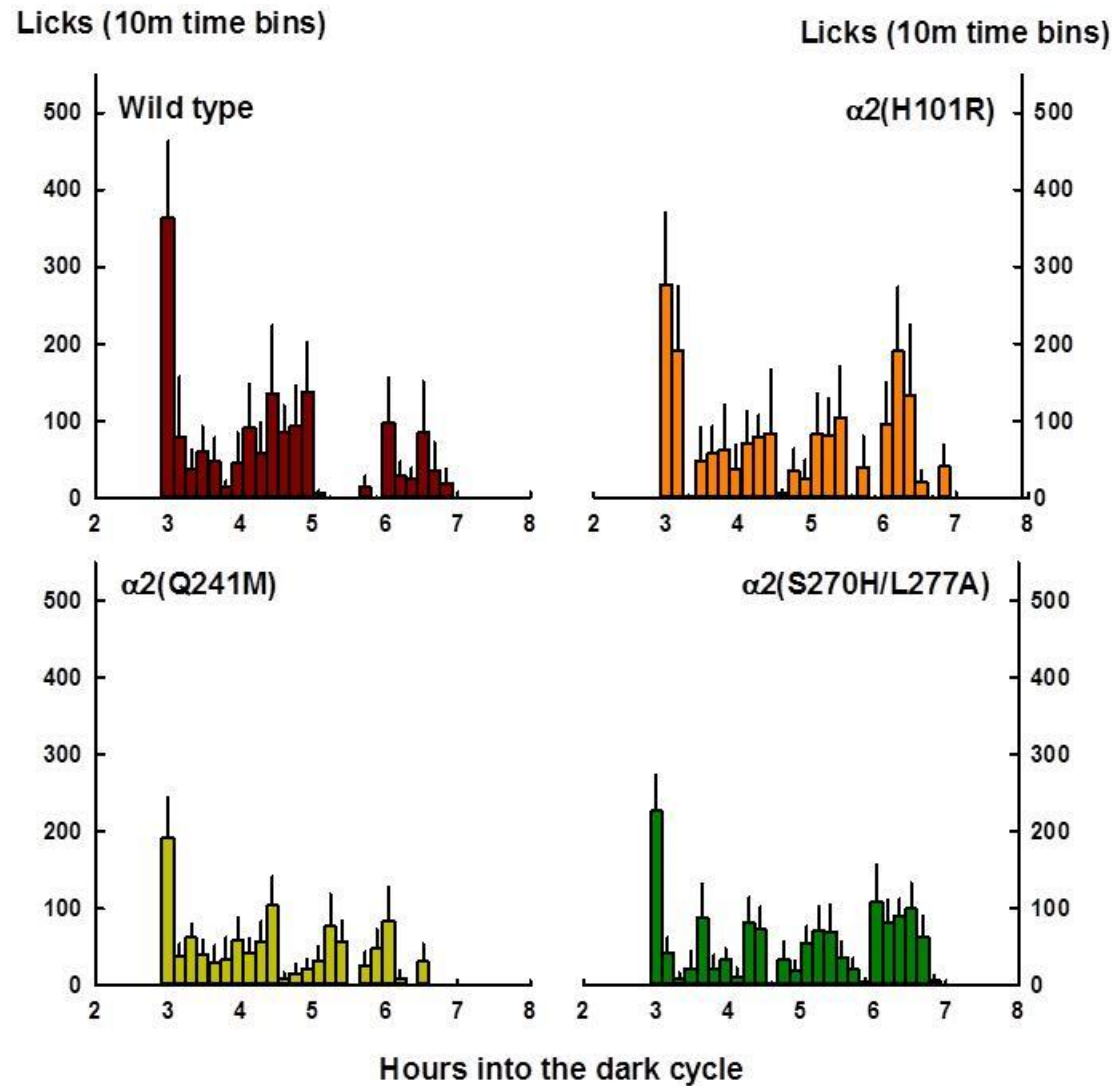 Licks (10m time bins)
Licks (10m time bins)
Wild type
500
400
300
200
100
0
2 3 4 5 6 7 8
α2(H101R)
500
400
300
200
100
0
2 3 4 5 6 7 8
α2(Q241M)
500
400
300
200
100
0
2 3 4 5 6 7 8
α2(S270H/L277A)
500
400
300
200
100
0
2 3 4 5 6 7 8
Hours into the dark cycle